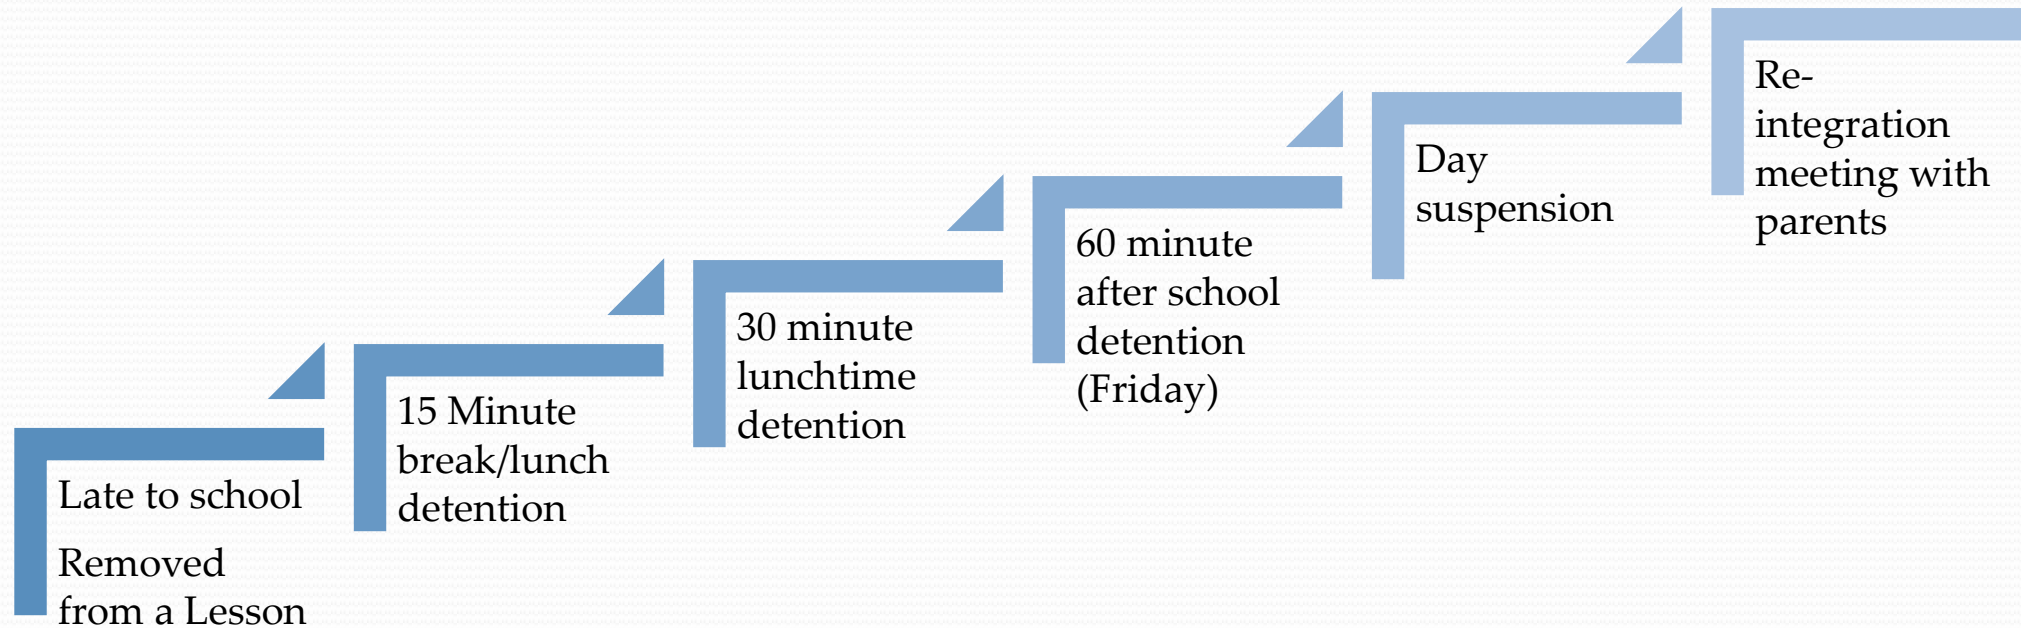 Late to school
Removed
from a Lesson
15 Minute
break/lunch
detention
30 minute
lunchtime
detention
60 minute
after school
detention
(Friday)
Day
suspension
Re-
integration
meeting with
parents